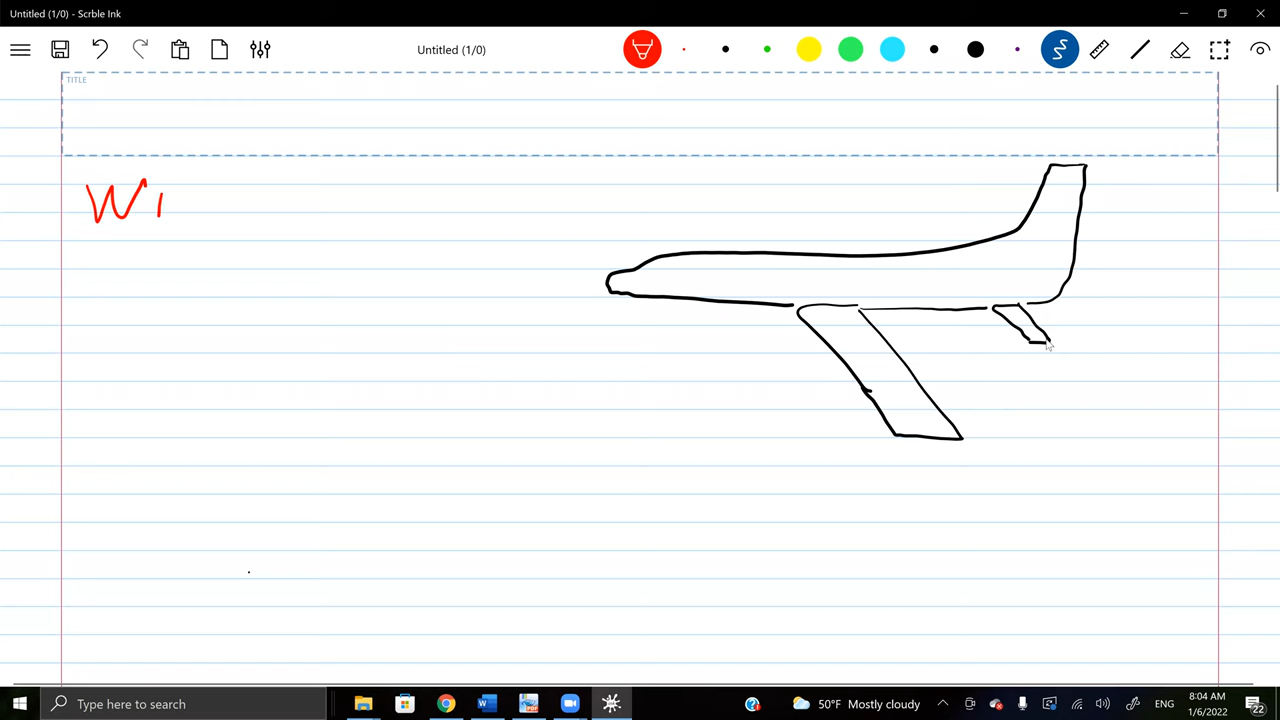 Untitled (1/0) - Scrble Ink
Untitled (1/0)
TITLE
Wi
Type here to search
50°F Mostly cloudy
ENG
8:04 AM
1/6/2022
22